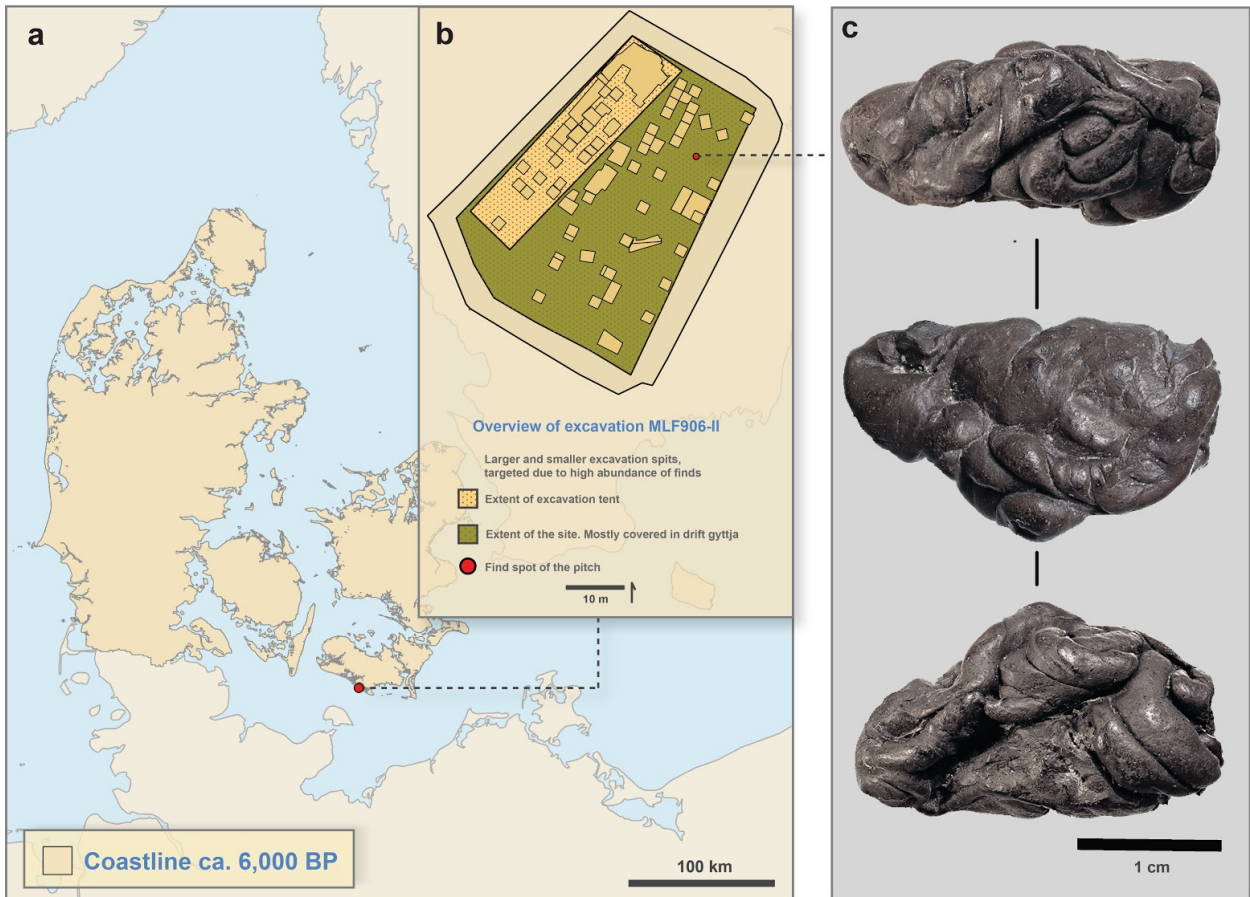 a
b
c
Overview of excavation MLF906-II
Larger and smaller excavation spits,
targeted due to high abundance of finds
Extent of excavation tent
Extent of the site. Mostly covered in drift gyttja
Find spot of the pitch
10 m
Coastline ca. 6,000 BP
100 km
1 cm